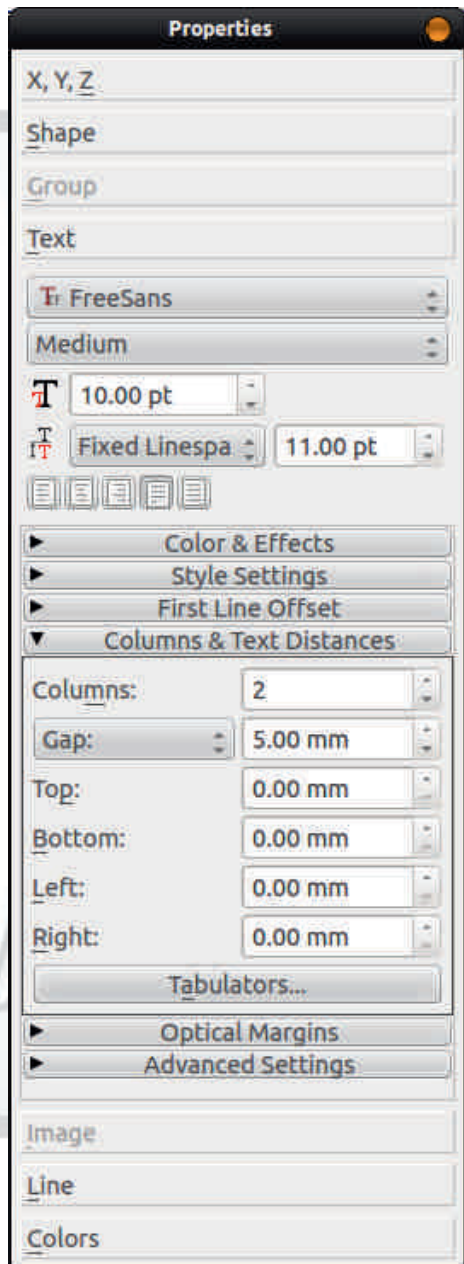 Properties
X, Y, Z
Shape
Group
Text
FreeSans
Medium
10.00 pt
Fixed Linespa 11.00 pt
Color & Effects
Style Settings
First Line Offset
Columns & Text Distances
Columns: 2
Gap: 5.00 mm
Top: 0.00 mm
Bottom: 0.00 mm
Left: 0.00 mm
Right: 0.00 mm
Tabulators...
Optical Margins
Advanced Settings
Image
Line
Colors